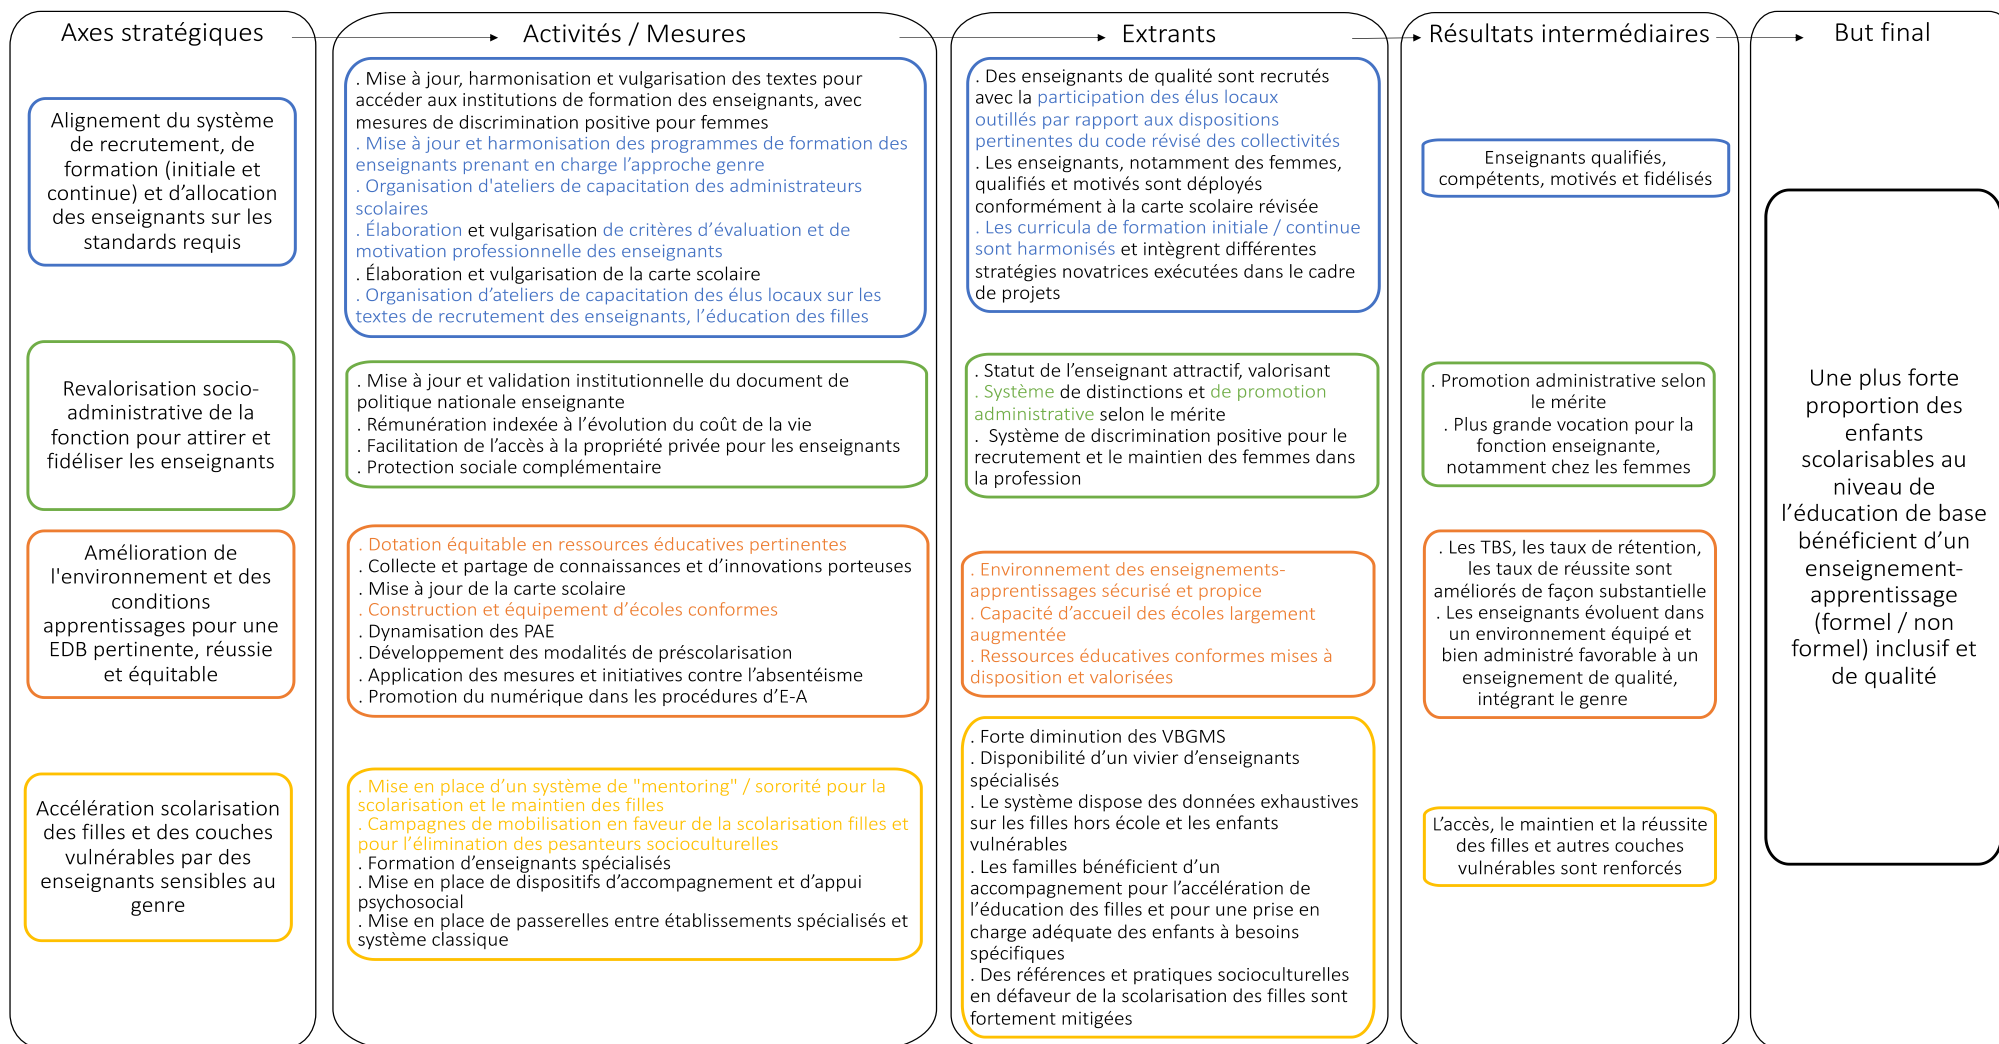 Axes stratégiques
Activités / Mesures
Extrants
Résultats intermédiaires
But final
Alignement du système
de recrutement, de
formation (initiale et
continue) et d’allocation
des enseignants sur les
standards requis
. Mise à jour, harmonisation et vulgarisation des textes pour
accéder aux institutions de formation des enseignants, avec
mesures de discrimination positive pour femmes
. Mise à jour et harmonisation des programmes de formation des
enseignants prenant en charge l’approche genre
. Organisation d'ateliers de capacitation des administrateurs
scolaires
. Élaboration et vulgarisation de critères d’évaluation et de
motivation professionnelle des enseignants
. Élaboration et vulgarisation de la carte scolaire
. Organisation d’ateliers de capacitation des élus locaux sur les
textes de recrutement des enseignants, l’éducation des filles
. Des enseignants de qualité sont recrutés
avec la participation des élus locaux
outillés par rapport aux dispositions
pertinentes du code révisé des collectivités
. Les enseignants, notamment des femmes,
qualifiés et motivés sont déployés
conformément à la carte scolaire révisée
. Les curricula de formation initiale / continue
sont harmonisés et intègrent différentes
stratégies novatrices exécutées dans le cadre
de projets
Enseignants qualifiés,
compétents, motivés et fidélisés
Revalorisation socio-
administrative de la
fonction pour attirer et
fidéliser les enseignants
. Mise à jour et validation institutionnelle du document de
politique nationale enseignante
. Rémunération indexée à l’évolution du coût de la vie
. Facilitation de l’accès à la propriété privée pour les enseignants
. Protection sociale complémentaire
. Statut de l’enseignant attractif, valorisant
. Système de distinctions et de promotion
administrative selon le mérite
. Système de discrimination positive pour le
recrutement et le maintien des femmes dans
la profession
. Promotion administrative selon
le mérite
. Plus grande vocation pour la
fonction enseignante,
notamment chez les femmes
Amélioration de
l'environnement et des
conditions
apprentissages pour une
EDB pertinente, réussie
et équitable
. Dotation équitable en ressources éducatives pertinentes
. Collecte et partage de connaissances et d’innovations porteuses
. Mise à jour de la carte scolaire
. Construction et équipement d’écoles conformes
. Dynamisation des PAE
. Développement des modalités de préscolarisation
. Application des mesures et initiatives contre l’absentéisme
. Promotion du numérique dans les procédures d’E-A
. Environnement des enseignements-
apprentissages sécurisé et propice
. Capacité d’accueil des écoles largement
augmentée
. Ressources éducatives conformes mises à
disposition et valorisées
. Les TBS, les taux de rétention,
les taux de réussite sont
améliorés de façon substantielle
. Les enseignants évoluent dans
un environnement équipé et
bien administré favorable à un
enseignement de qualité,
intégrant le genre
Accélération scolarisation
des filles et des couches
vulnérables par des
enseignants sensibles au
genre
. Mise en place d’un système de "mentoring" / sororité pour la
scolarisation et le maintien des filles
. Campagnes de mobilisation en faveur de la scolarisation filles et
pour l’élimination des pesanteurs socioculturelles
. Formation d’enseignants spécialisés
. Mise en place de dispositifs d’accompagnement et d’appui
psychosocial
. Mise en place de passerelles entre établissements spécialisés et
système classique
. Forte diminution des VBGMS
. Disponibilité d’un vivier d’enseignants
spécialisés
. Le système dispose des données exhaustives
sur les filles hors école et les enfants
vulnérables
. Les familles bénéficient d’un
accompagnement pour l’accélération de
l’éducation des filles et pour une prise en
charge adéquate des enfants à besoins
spécifiques
. Des références et pratiques socioculturelles
en défaveur de la scolarisation des filles sont
fortement mitigées
L’accès, le maintien et la réussite
des filles et autres couches
vulnérables sont renforcés
Une plus forte
proportion des
enfants
scolarisables au
niveau de
l’éducation de base
bénéficient d’un
enseignement-
apprentissage
(formel / non
formel) inclusif et
de qualité